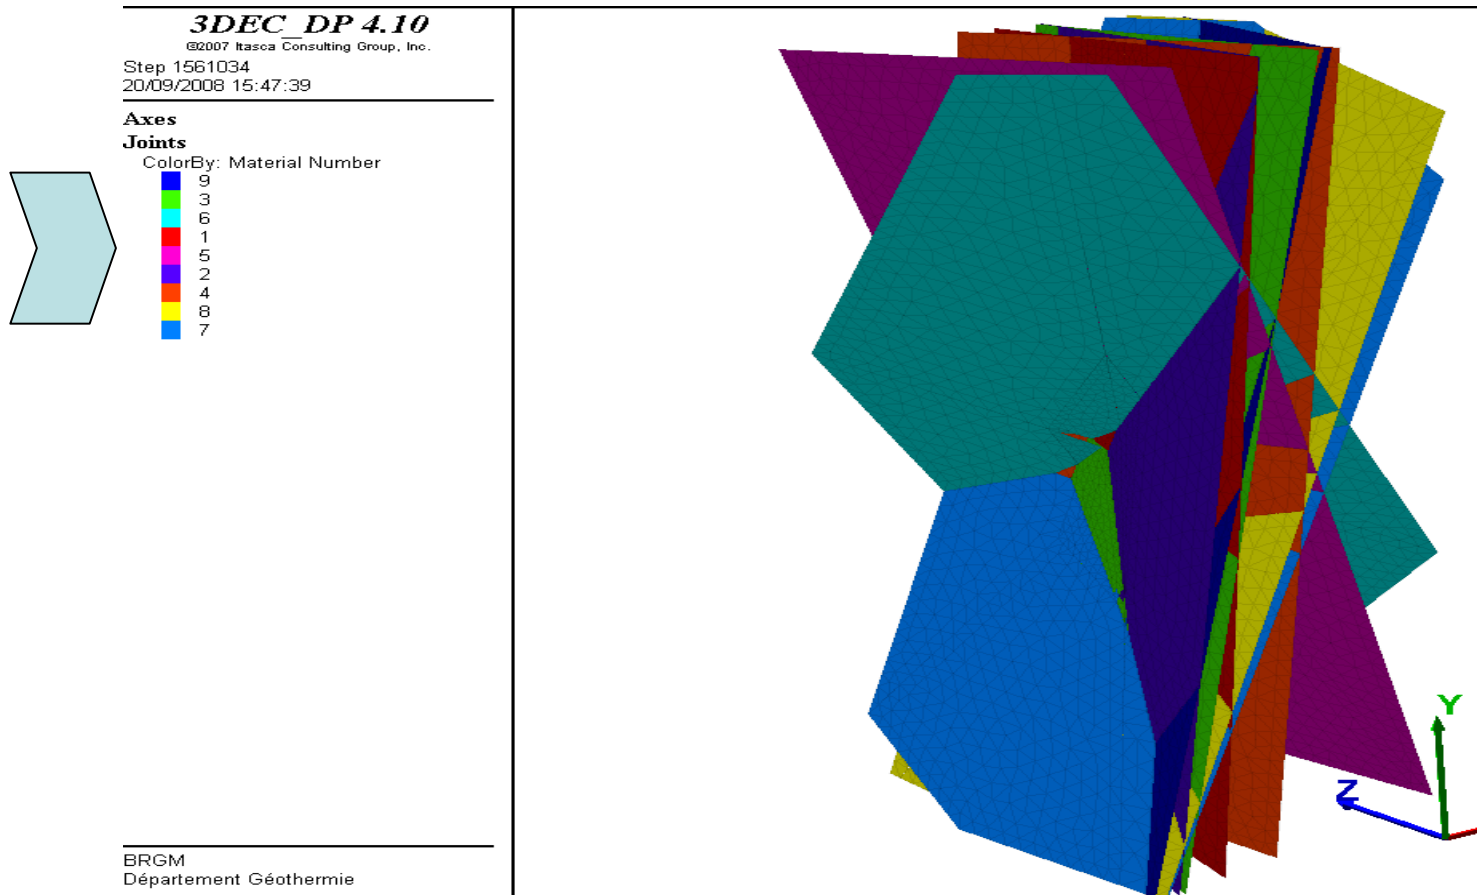 3DEC_DP 4.10
©2007 Itasca Consulting Group, Inc.
Step 1561034
20/09/2008 15:47:39
Axes
Joints
ColorBy: Material Number
9
3
6
1
5
2
4
8
7
Y
Z
BRGM
Département Géothermie